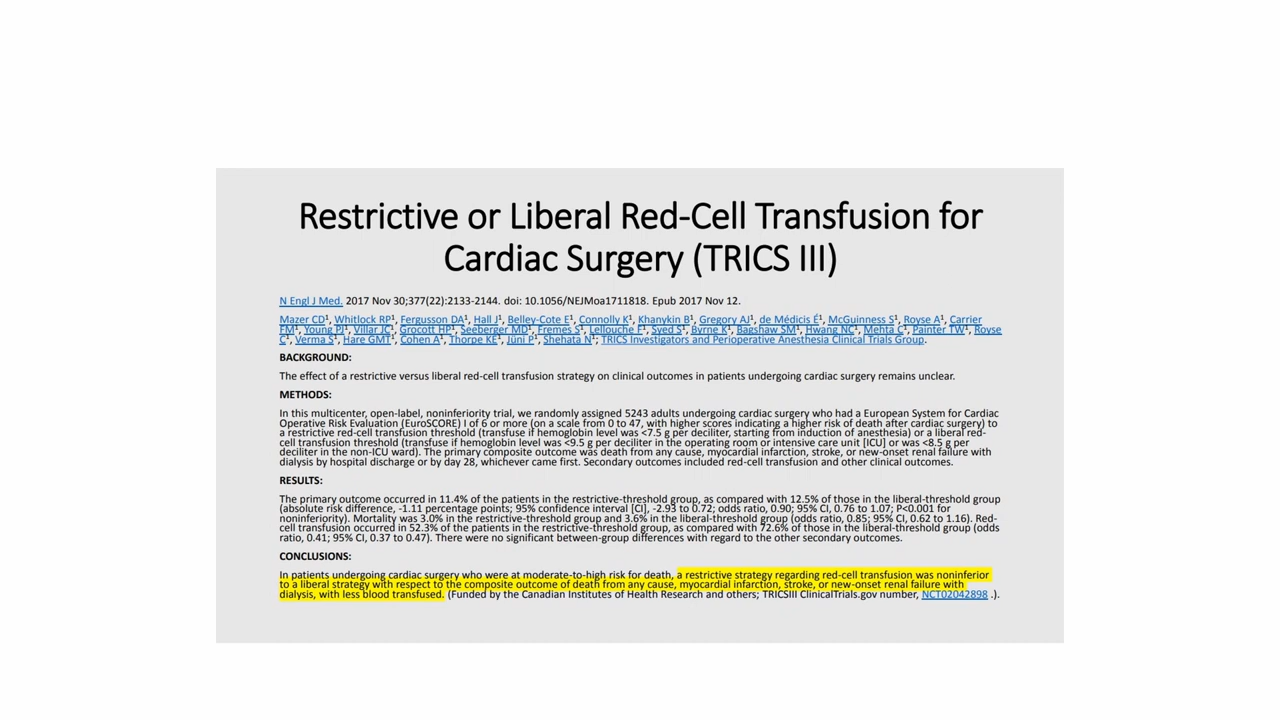 Restrictive or Liberal Red-Cell Transfusion for
Cardiac Surgery (TRICS III)
N Engl J Med. 2017 Nov 30;377(22):2133-2144. doi: 10.1056/NEJMoa1711818. Epub 2017 Nov 12.
Mazer CD¹, Whitlock RP¹, Fergusson DA¹, Hall J¹, Belley-Cote E¹, Connolly K¹, Khanykin B¹, Gregory AJ¹, de Médicis É¹, McGuinness S¹, Royse A¹, Carrier
FM¹, Young PJ¹, Villar JC¹, Grocott HP¹, Seeberger MD¹, Fremes S¹, Lellouche F¹, Syed S¹, Byrne K¹, Bagshaw SM¹, Hwang NC¹, Mehta C¹, Painter TW¹, Royse
C¹, Verma S¹, Hare GMT¹, Cohen A¹, Thorpe KE¹, Jüni P¹, Shehata N¹; TRICS Investigators and Perioperative Anesthesia Clinical Trials Group.
BACKGROUND:
The effect of a restrictive versus liberal red-cell transfusion strategy on clinical outcomes in patients undergoing cardiac surgery remains unclear.
METHODS:
In this multicenter, open-label, noninferiority trial, we randomly assigned 5243 adults undergoing cardiac surgery who had a European System for Cardiac
Operative Risk Evaluation (EuroSCORE) I of 6 or more (on a scale from 0 to 47, with higher scores indicating a higher risk of death after cardiac surgery) to
a restrictive red-cell transfusion threshold (transfuse if hemoglobin level was <7.5 g per deciliter, starting from induction of anesthesia) or a liberal red-
cell transfusion threshold (transfuse if hemoglobin level was <9.5 g per deciliter in the operating room or intensive care unit [ICU] or was <8.5 g per
deciliter in the non-ICU ward). The primary composite outcome was death from any cause, myocardial infarction, stroke, or new-onset renal failure with
dialysis by hospital discharge or by day 28, whichever came first. Secondary outcomes included red-cell transfusion and other clinical outcomes.
RESULTS:
The primary outcome occurred in 11.4% of the patients in the restrictive-threshold group, as compared with 12.5% of those in the liberal-threshold group
(absolute risk difference, -1.11 percentage points; 95% confidence interval [CI], -2.93 to 0.72; odds ratio, 0.90; 95% CI, 0.76 to 1.07; P<0.001 for
noninferiority). Mortality was 3.0% in the restrictive-threshold group and 3.6% in the liberal-threshold group (odds ratio, 0.85; 95% CI, 0.62 to 1.16). Red-
cell transfusion occurred in 52.3% of the patients in the restrictive-threshold group, as compared with 72.6% of those in the liberal-threshold group (odds
ratio, 0.41; 95% CI, 0.37 to 0.47). There were no significant between-group differences with regard to the other secondary outcomes.
CONCLUSIONS:
In patients undergoing cardiac surgery who were at moderate-to-high risk for death, a restrictive strategy regarding red-cell transfusion was noninferior
to a liberal strategy with respect to the composite outcome of death from any cause, myocardial infarction, stroke, or new-onset renal failure with
dialysis, with less blood transfused. (Funded by the Canadian Institutes of Health Research and others; TRICSIII ClinicalTrials.gov number, NCT02042898 .).